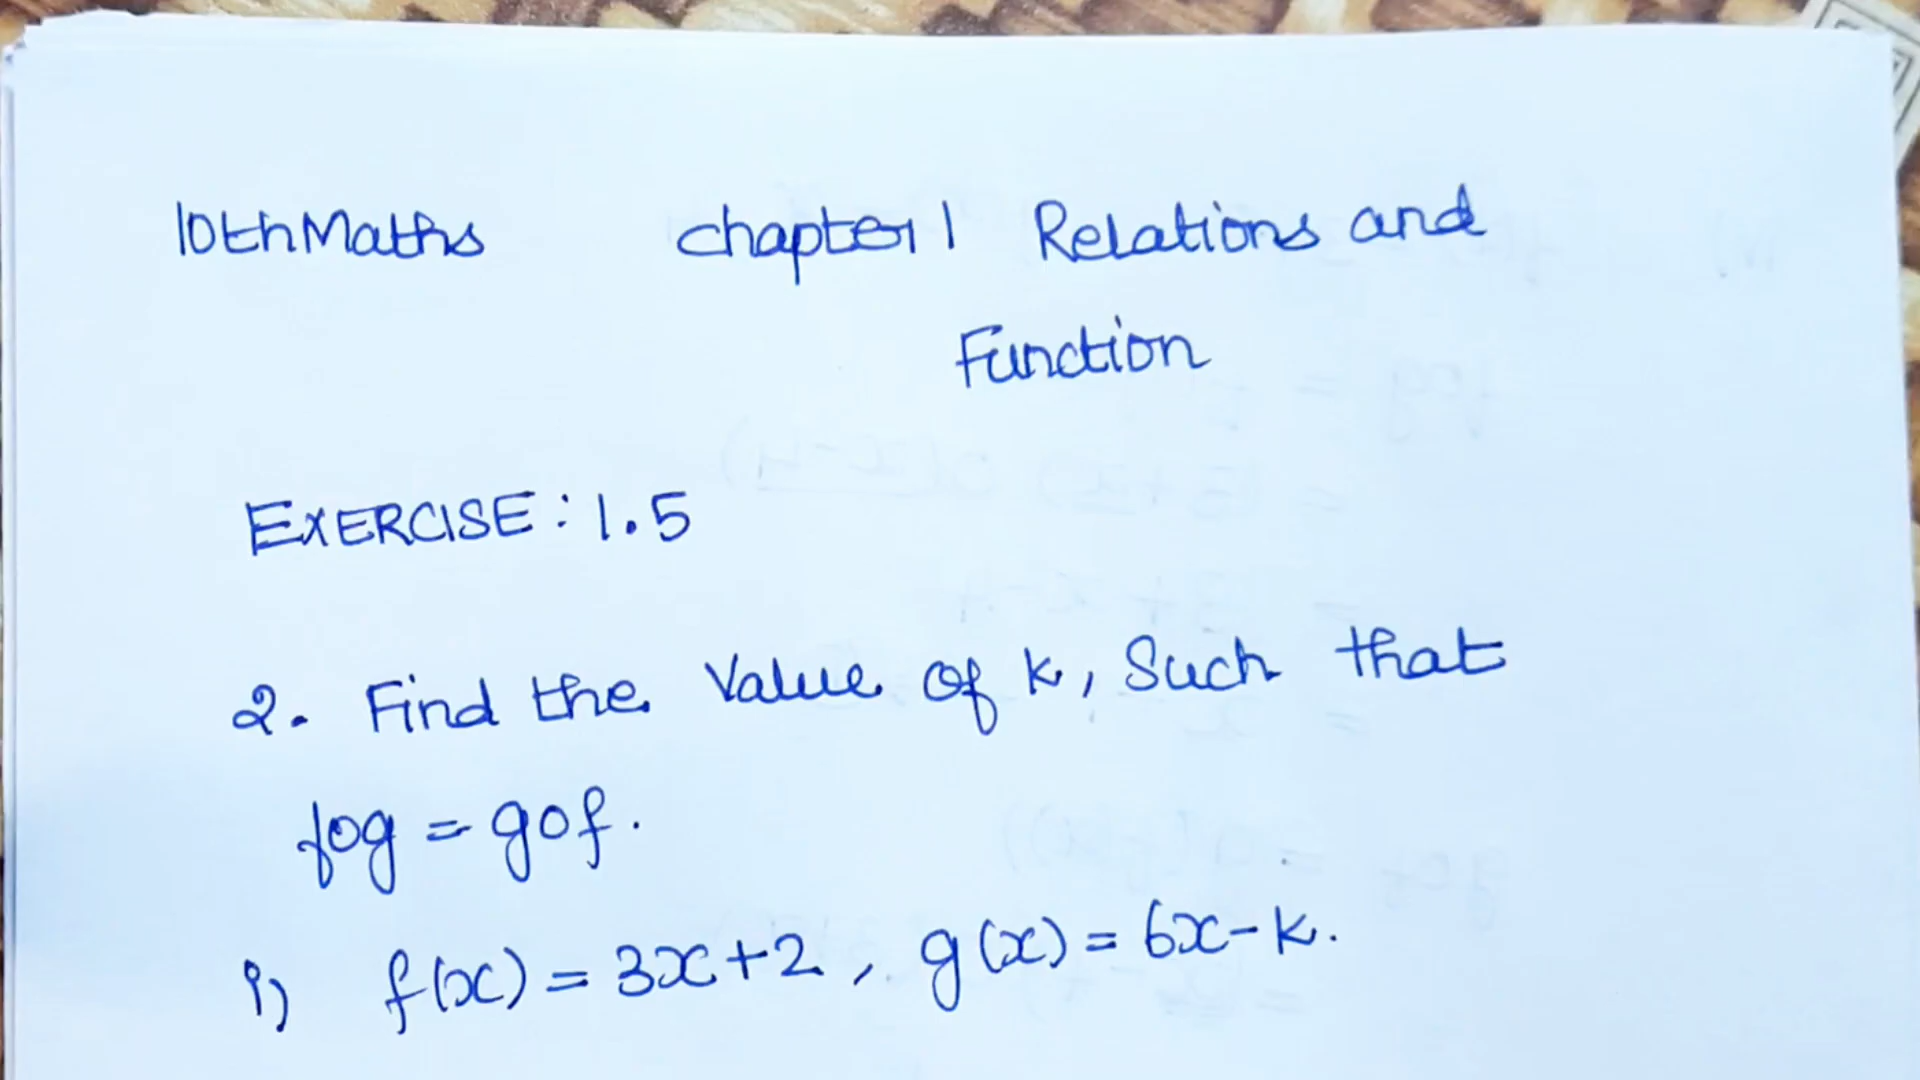 10thMaths chapter 1 Relations and
Function
EXERCISE : 1.5
2. Find the Value of k, Such that
fog = gof.
i) f(x) = 3x+2, g(x) = 6x-k.